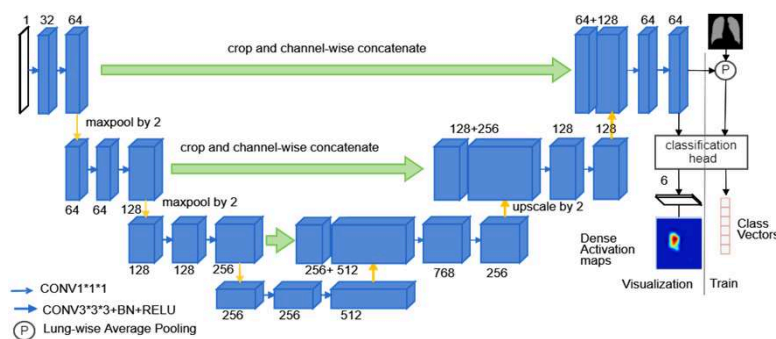 1 32 64
crop and channel-wise concatenate
64+128 64 64
P
maxpool by 2
64 64 128
crop and channel-wise concatenate
128+256 128 128
classification
head
6
maxpool by 2
128 128 256
upscale by 2
256+ 512 768 256
Dense
Activation
maps
Class
Vectors
256 256 512
Visualization Train
CONV1*1*1
CONV3*3*3+BN+RELU
P Lung-wise Average Pooling